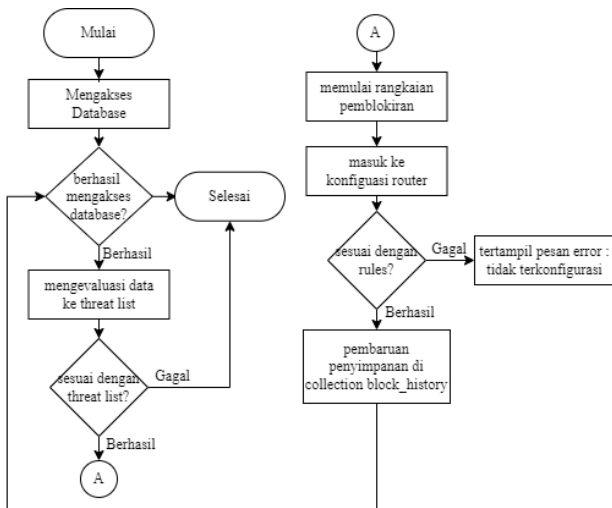 Mulai
Mengakses
Database
berhasil
mengakses
database?
Selesai
Berhasil
mengevaluasi data
ke threat list
sesuai dengan
threat list?
Gagal
Berhasil
A
A
memulai rangkaian
pemblokiran
masuk ke
konfiguasi router
sesuai dengan
rules?
Gagal
tertampil pesan error :
tidak terkonfigurasi
Berhasil
pembaruan
penyimpanan di
collection block_history